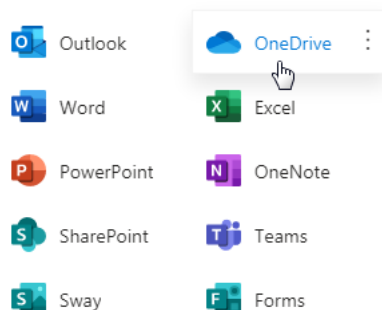 Outlook OneDrive
Word Excel
PowerPoint OneNote
SharePoint Teams
Sway Forms